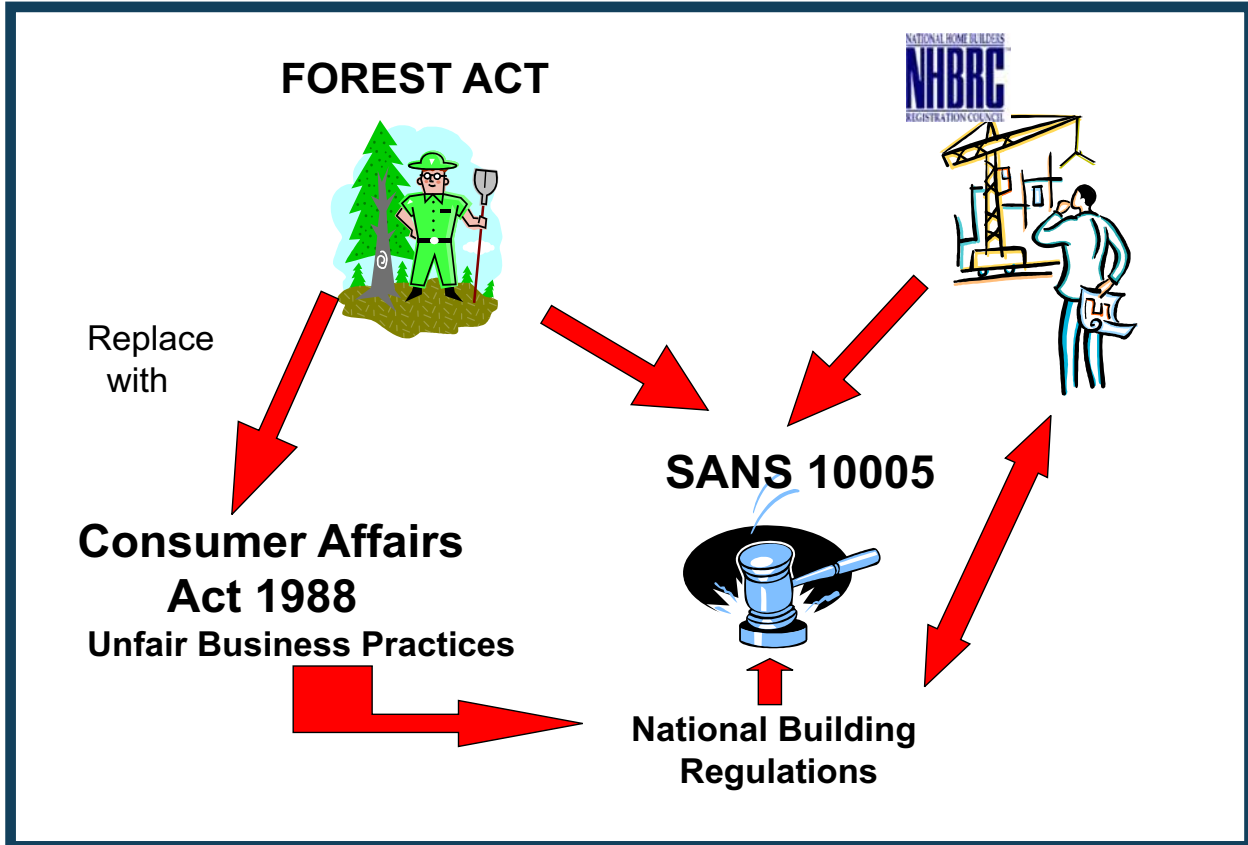 FOREST ACT
NATIONAL HOME BUILDERS
NHBRC
REGISTRATION COUNCIL
Replace
with
SANS 10005
Consumer Affairs
Act 1988
Unfair Business Practices
National Building
Regulations